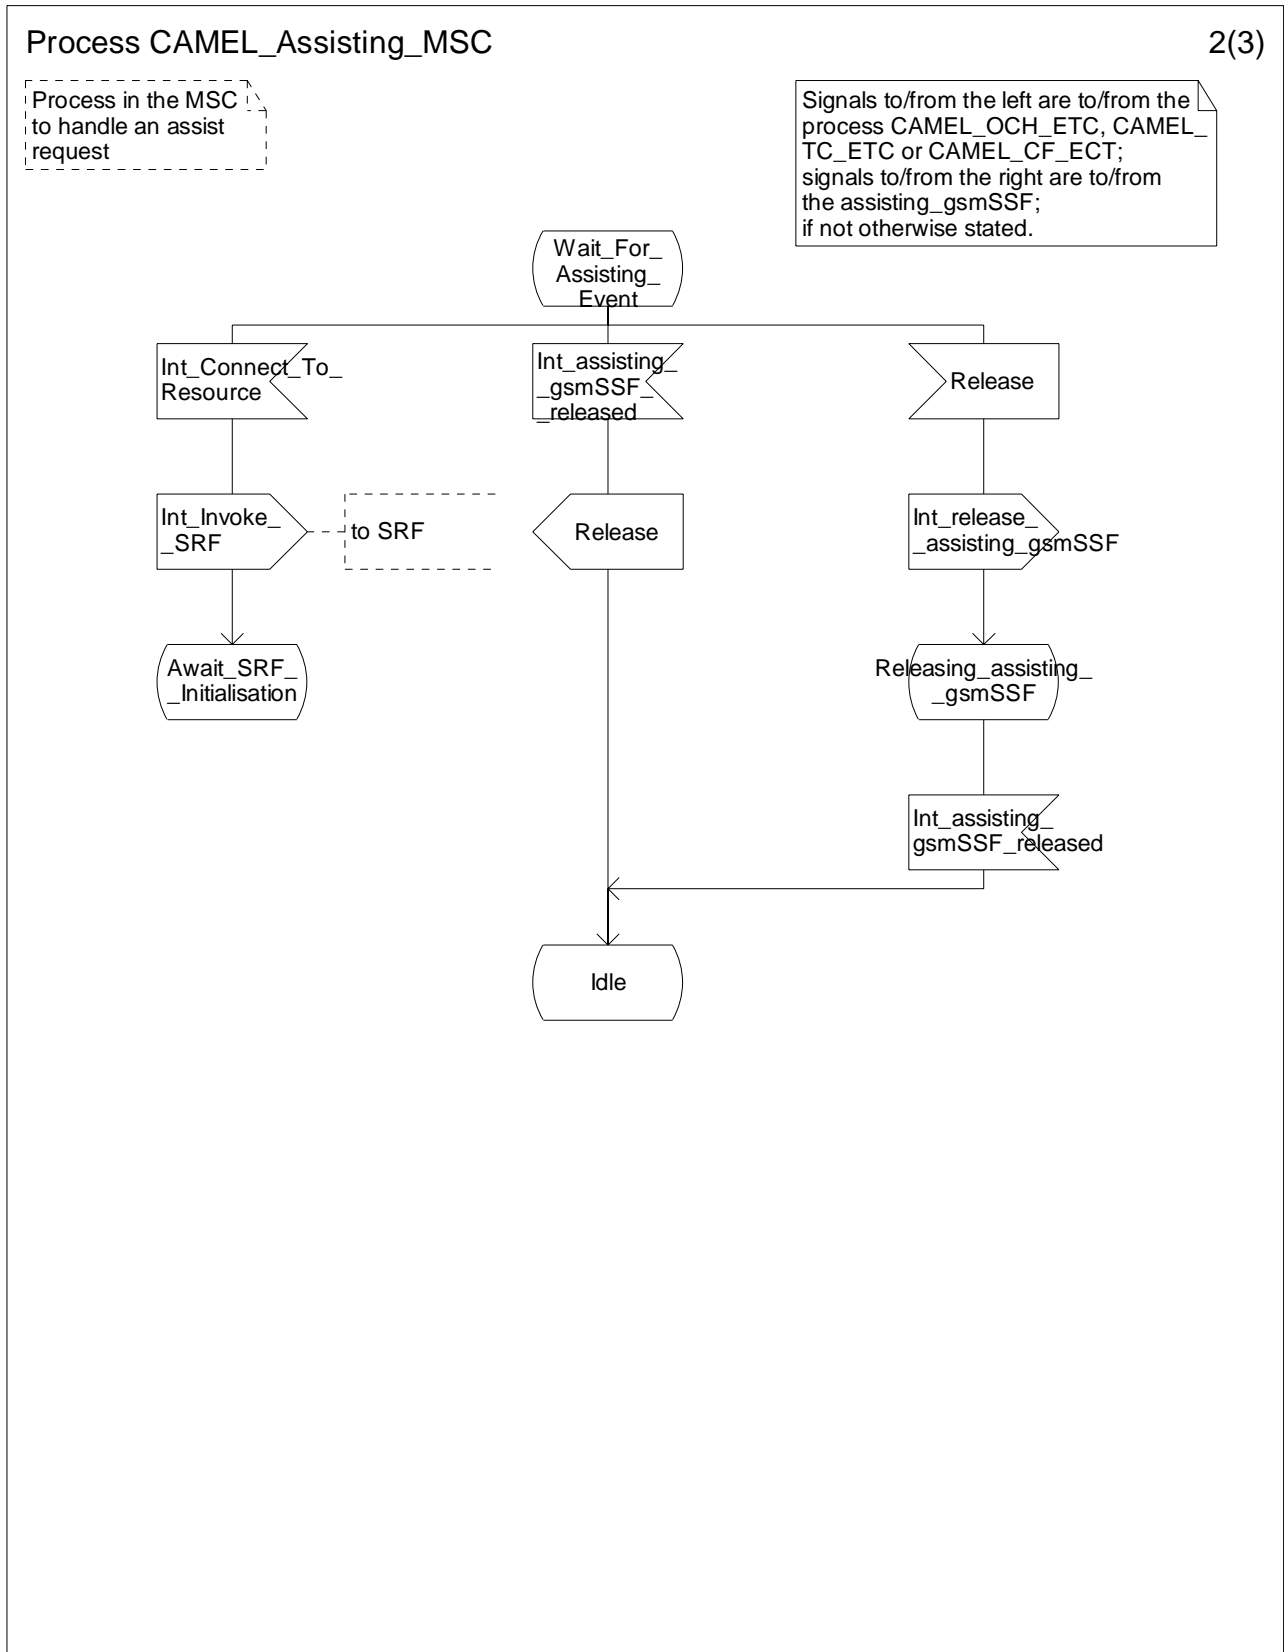 Process CAMEL_Assisting_MSC
2(3)
Process in the MSC
to handle an assist
request
Signals to/from the left are to/from the
process CAMEL_OCH_ETC, CAMEL_
TC_ETC or CAMEL_CF_ECT;
signals to/from the right are to/from
the assisting_gsmSSF;
if not otherwise stated.
Wait_For_
Assisting_
Event
Int_Connect_To_
Resource
Int_assisting_
_gsmSSF_
_released
Release
Int_Invoke_
_SRF
to SRF
Release
Int_release_
_assisting_gsmSSF
Await_SRF_
_Initialisation
Releasing_assisting_
_gsmSSF
Int_assisting_
gsmSSF_released
Idle